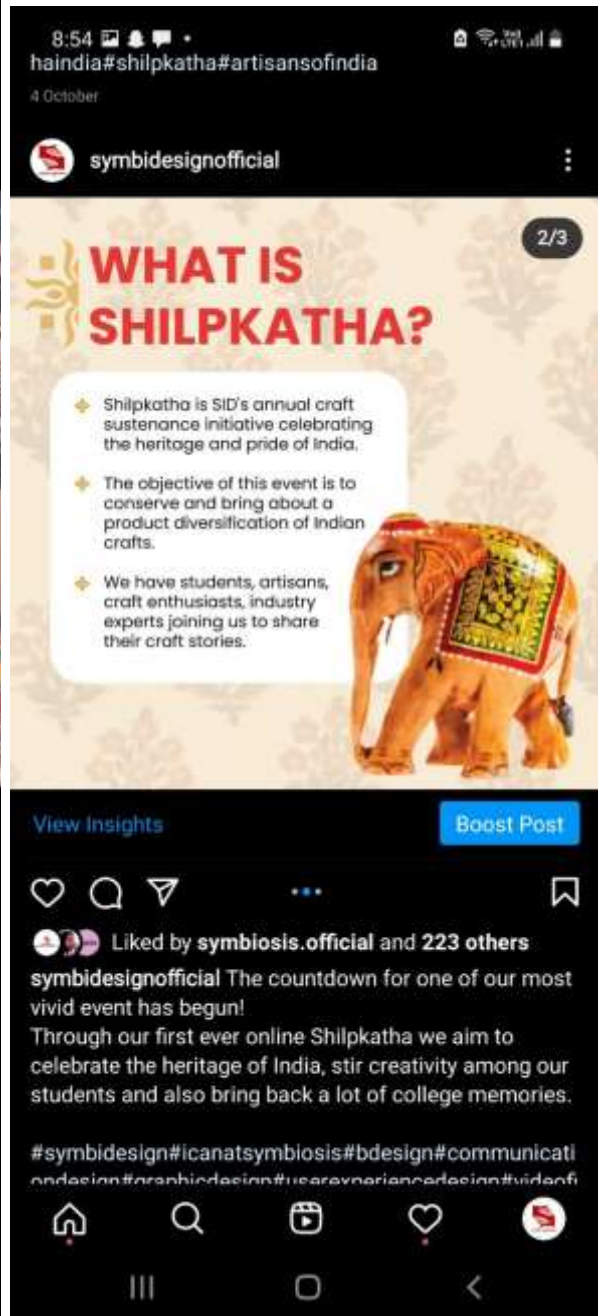 8:54
haindia#shilpkatha#artisansofindia
4 October
symbidesignofficial
2/3
WHAT IS
SHILPKATHA?
Shilpkatha is SID's annual craft
sustenance initiative celebrating
the heritage and pride of India.
The objective of this event is to
conserve and bring about a
product diversification of Indian
crafts.
We have students, artisans,
craft enthusiasts, industry
experts joining us to share
their craft stories.
View Insights
Boost Post
Liked by symbiosis.official and 223 others
symbidesignofficial The countdown for one of our most
vivid event has begun!
Through our first ever online Shilpkatha we aim to
celebrate the heritage of India, stir creativity among our
students and also bring back a lot of college memories.
#symbidesign#icanatsymbiosis#bdesign#communicati
ondesign#graphicdesign#userexperiencedesign#videofi